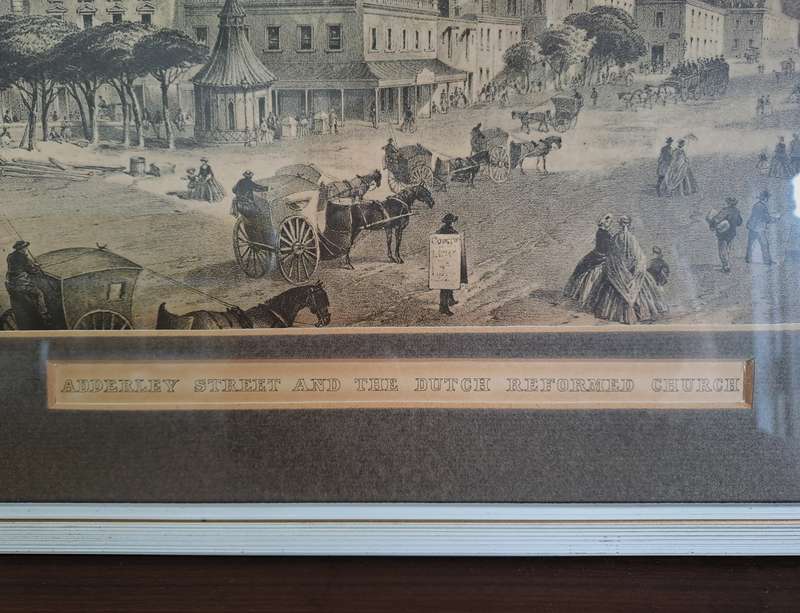 ADDERLEY STREET AND THE DUTCH REFORMED CHURCH